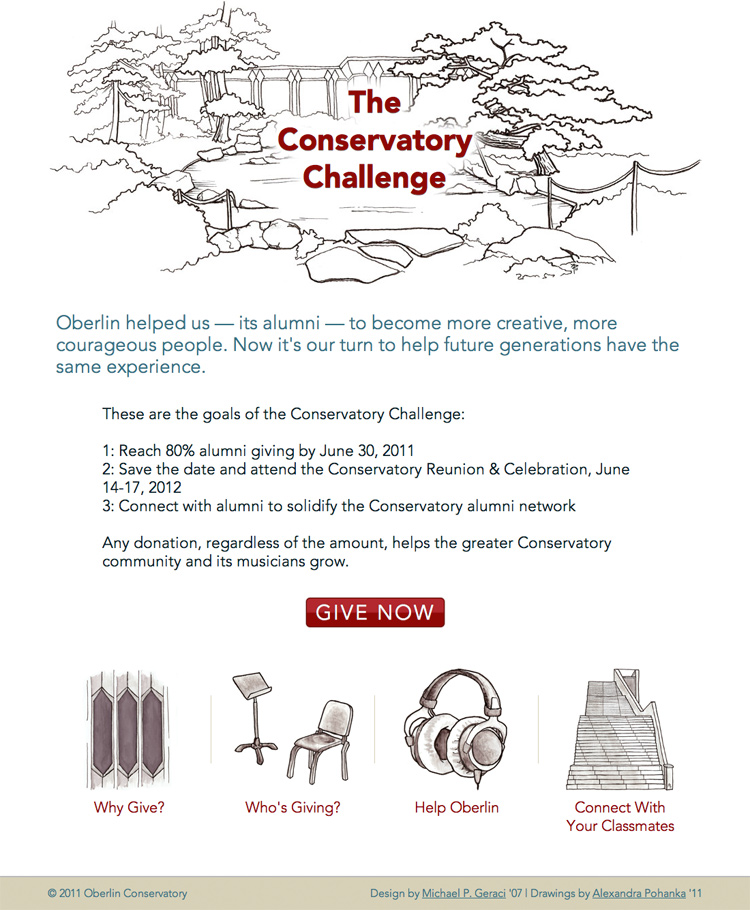 The
Conservatory
Challenge
Oberlin helped us — its alumni — to become more creative, more
courageous people. Now it's our turn to help future generations have the
same experience.
These are the goals of the Conservatory Challenge:
1: Reach 80% alumni giving by June 30, 2011
2: Save the date and attend the Conservatory Reunion & Celebration, June
14-17, 2012
3: Connect with alumni to solidify the Conservatory alumni network
Any donation, regardless of the amount, helps the greater Conservatory
community and its musicians grow.
GIVE NOW
Why Give?
Who's Giving?
Help Oberlin
Connect With
Your Classmates
© 2011 Oberlin Conservatory
Design by Michael P. Geraci '07 | Drawings by Alexandra Pohanka '11